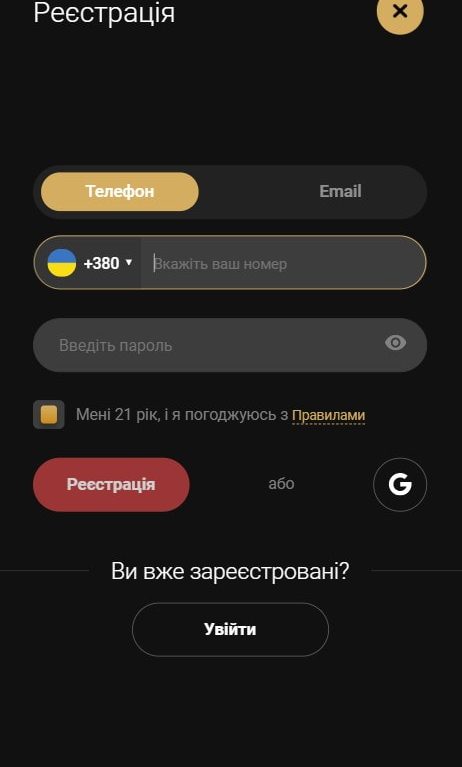 Реєстрація
Телефон Email
+380 Вкажіть ваш номер
Введіть пароль
Мені 21 рік, і я погоджуюсь з Правилами
Реєстрація або G
Ви вже зареєстровані?
Увійти